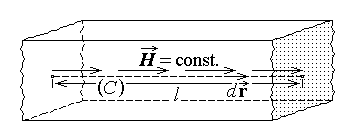 H⃗ = const.
(C) l dr⃗